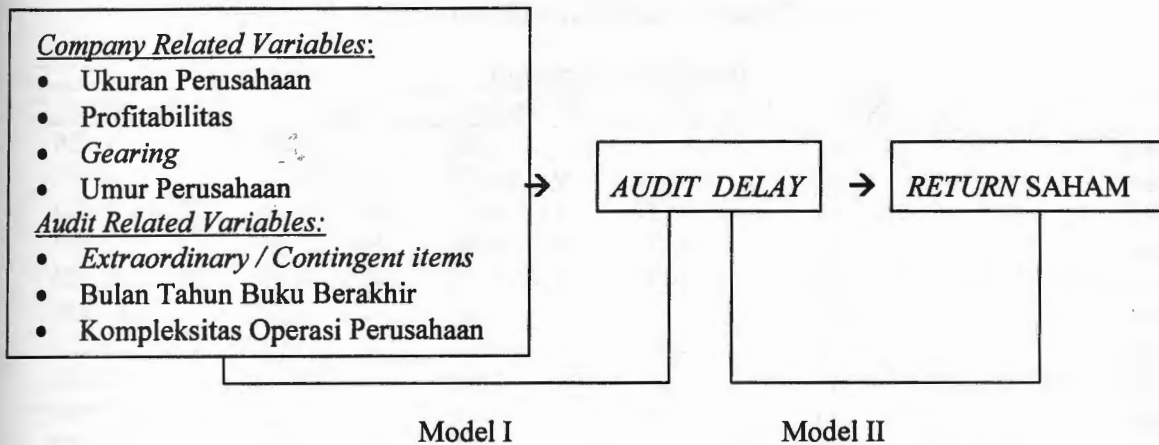 Company Related Variables:
• Ukuran Perusahaan
• Profitabilitas
• Gearing
• Umur Perusahaan
Audit Related Variables:
• Extraordinary / Contingent items
• Bulan Tahun Buku Berakhir
• Kompleksitas Operasi Perusahaan
→
AUDIT DELAY
→
RETURN SAHAM
Model I
Model II